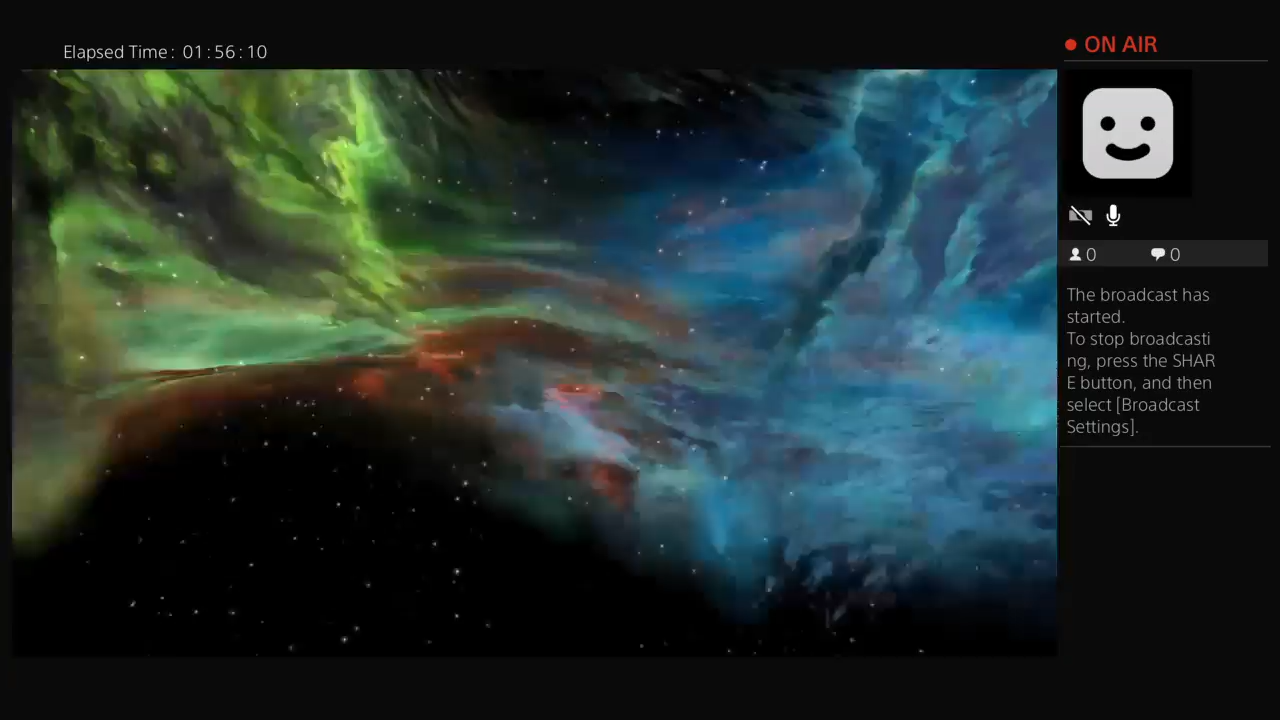 Elapsed Time: 01:56:10
ON AIR
0 0
The broadcast has
started.
To stop broadcasti
ng, press the SHAR
E button, and then
select [Broadcast
Settings].